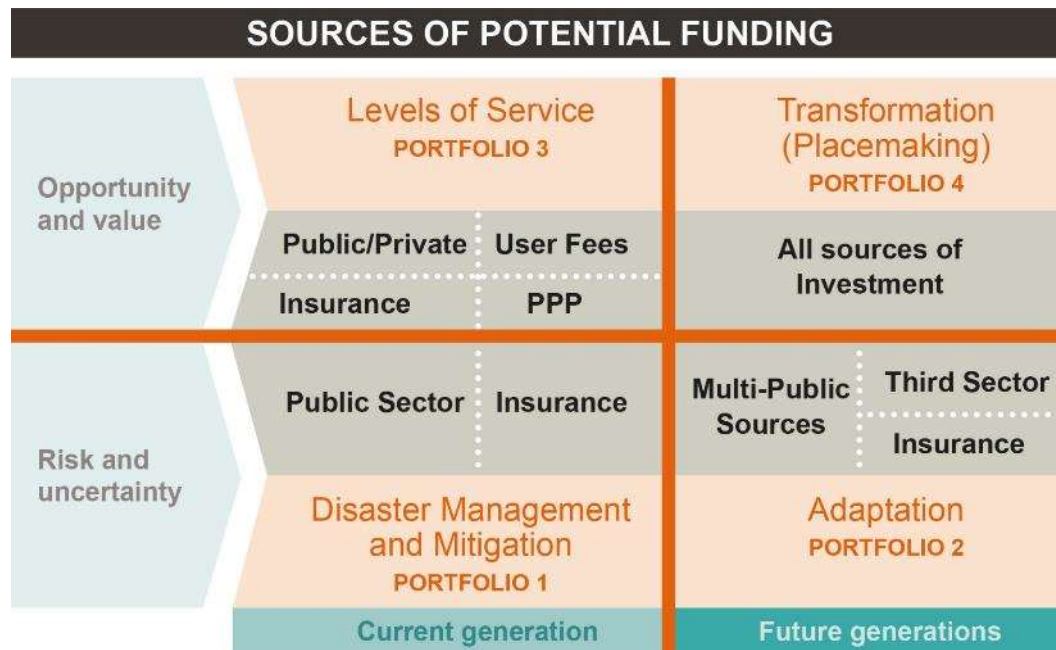 SOURCES OF POTENTIAL FUNDING
Opportunity
and value
Levels of Service
PORTFOLIO 3
Public/Private
User Fees
Insurance
PPP
Transformation
(Placemaking)
PORTFOLIO 4
All sources of
Investment
Risk and
uncertainty
Public Sector
Insurance
Disaster Management
and Mitigation
PORTFOLIO 1
Multi-Public
Sources
Third Sector
Insurance
Adaptation
PORTFOLIO 2
Current generation
Future generations